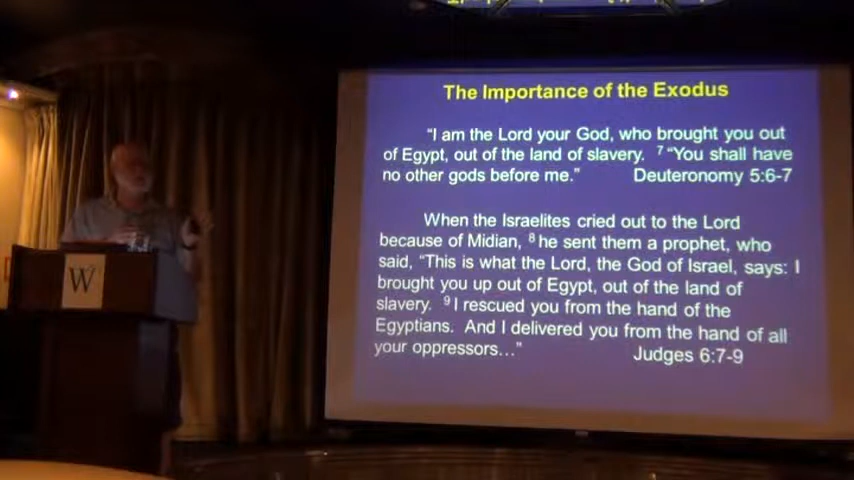 The Importance of the Exodus
“I am the Lord your God, who brought you out
of Egypt, out of the land of slavery. ⁷ “You shall have
no other gods before me.” Deuteronomy 5:6-7
When the Israelites cried out to the Lord
because of Midian, ⁸ he sent them a prophet, who
said, “This is what the Lord, the God of Israel, says: I
brought you up out of Egypt, out of the land of
slavery. ⁹ I rescued you from the hand of the
Egyptians. And I delivered you from the hand of all
your oppressors…” Judges 6:7-9
W